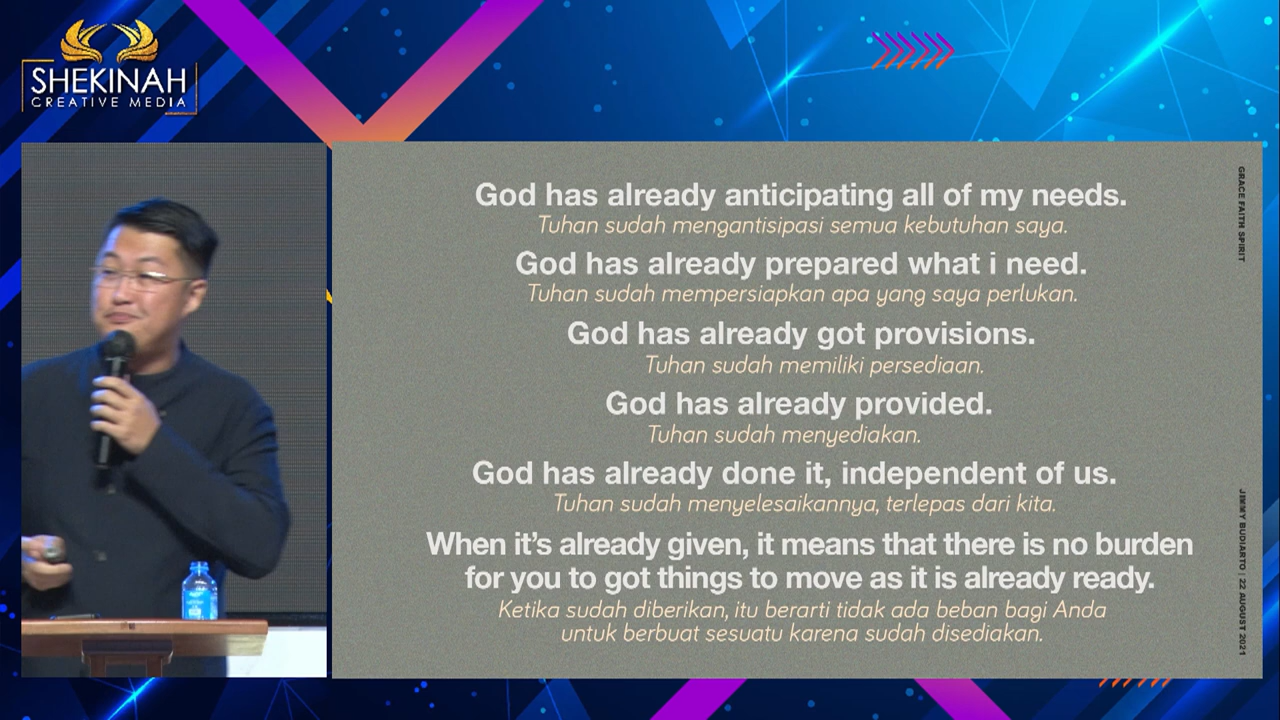 SHEKINAH
CREATIVE MEDIA
God has already anticipating all of my needs.
Tuhan sudah mengantisipasi semua kebutuhan saya.
God has already prepared what i need.
Tuhan sudah mempersiapkan apa yang saya perlukan.
God has already got provisions.
Tuhan sudah memiliki persediaan.
God has already provided.
Tuhan sudah menyediakan.
God has already done it, independent of us.
Tuhan sudah menyelesaikannya, terlepas dari kita.
When it's already given, it means that there is no burden
for you to got things to move as it is already ready.
Ketika sudah diberikan, itu berarti tidak ada beban bagi Anda
untuk berbuat sesuatu karena sudah disediakan.
GRACE FAITH SPIRIT
JIMMY BUDIARTO | 22 AUGUST 2021